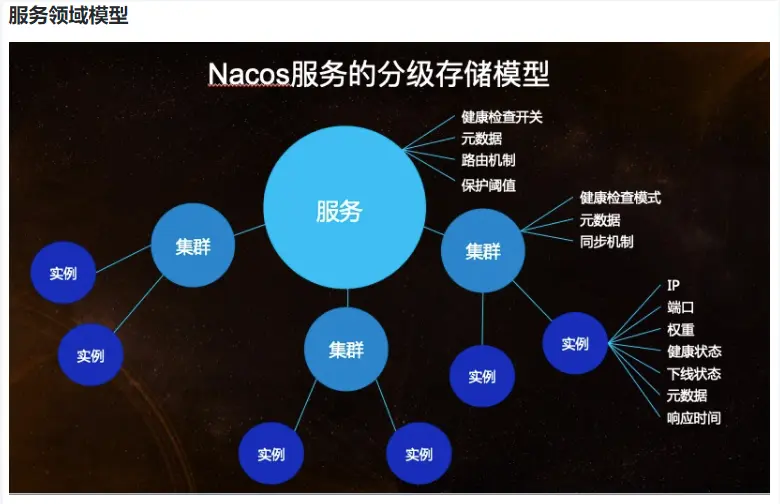 服务领域模型
Nacos服务的分级存储模型
健康检查开关
元数据
路由机制
保护阈值
服务
健康检查模式
元数据
同步机制
集群
集群
实例
实例
集群
实例
实例
实例
实例
IP
端口
权重
健康状态
下线状态
元数据
响应时间